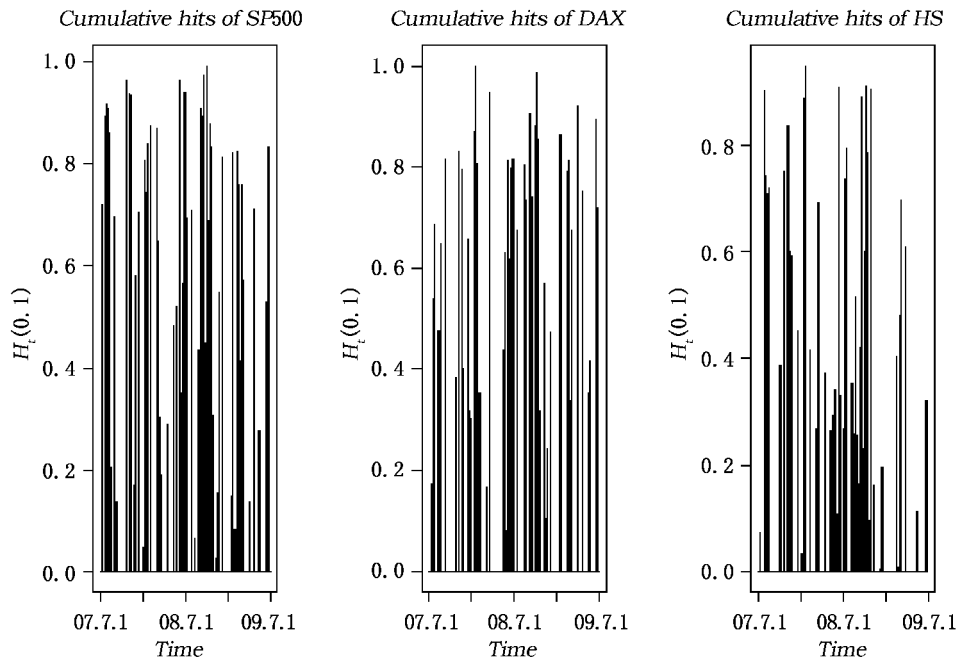 Cumulative hits of SP500
1.0
0.8
0.6
0.4
0.2
0.0
H_t(0.1)
07.7.1 08.7.1 09.7.1
Time
Cumulative hits of DAX
1.0
0.8
0.6
0.4
0.2
0.0
H_t(0.1)
07.7.1 08.7.1 09.7.1
Time
Cumulative hits of HS
0.8
0.6
0.4
0.2
0.0
H_t(0.1)
07.7.1 08.7.1 09.7.1
Time